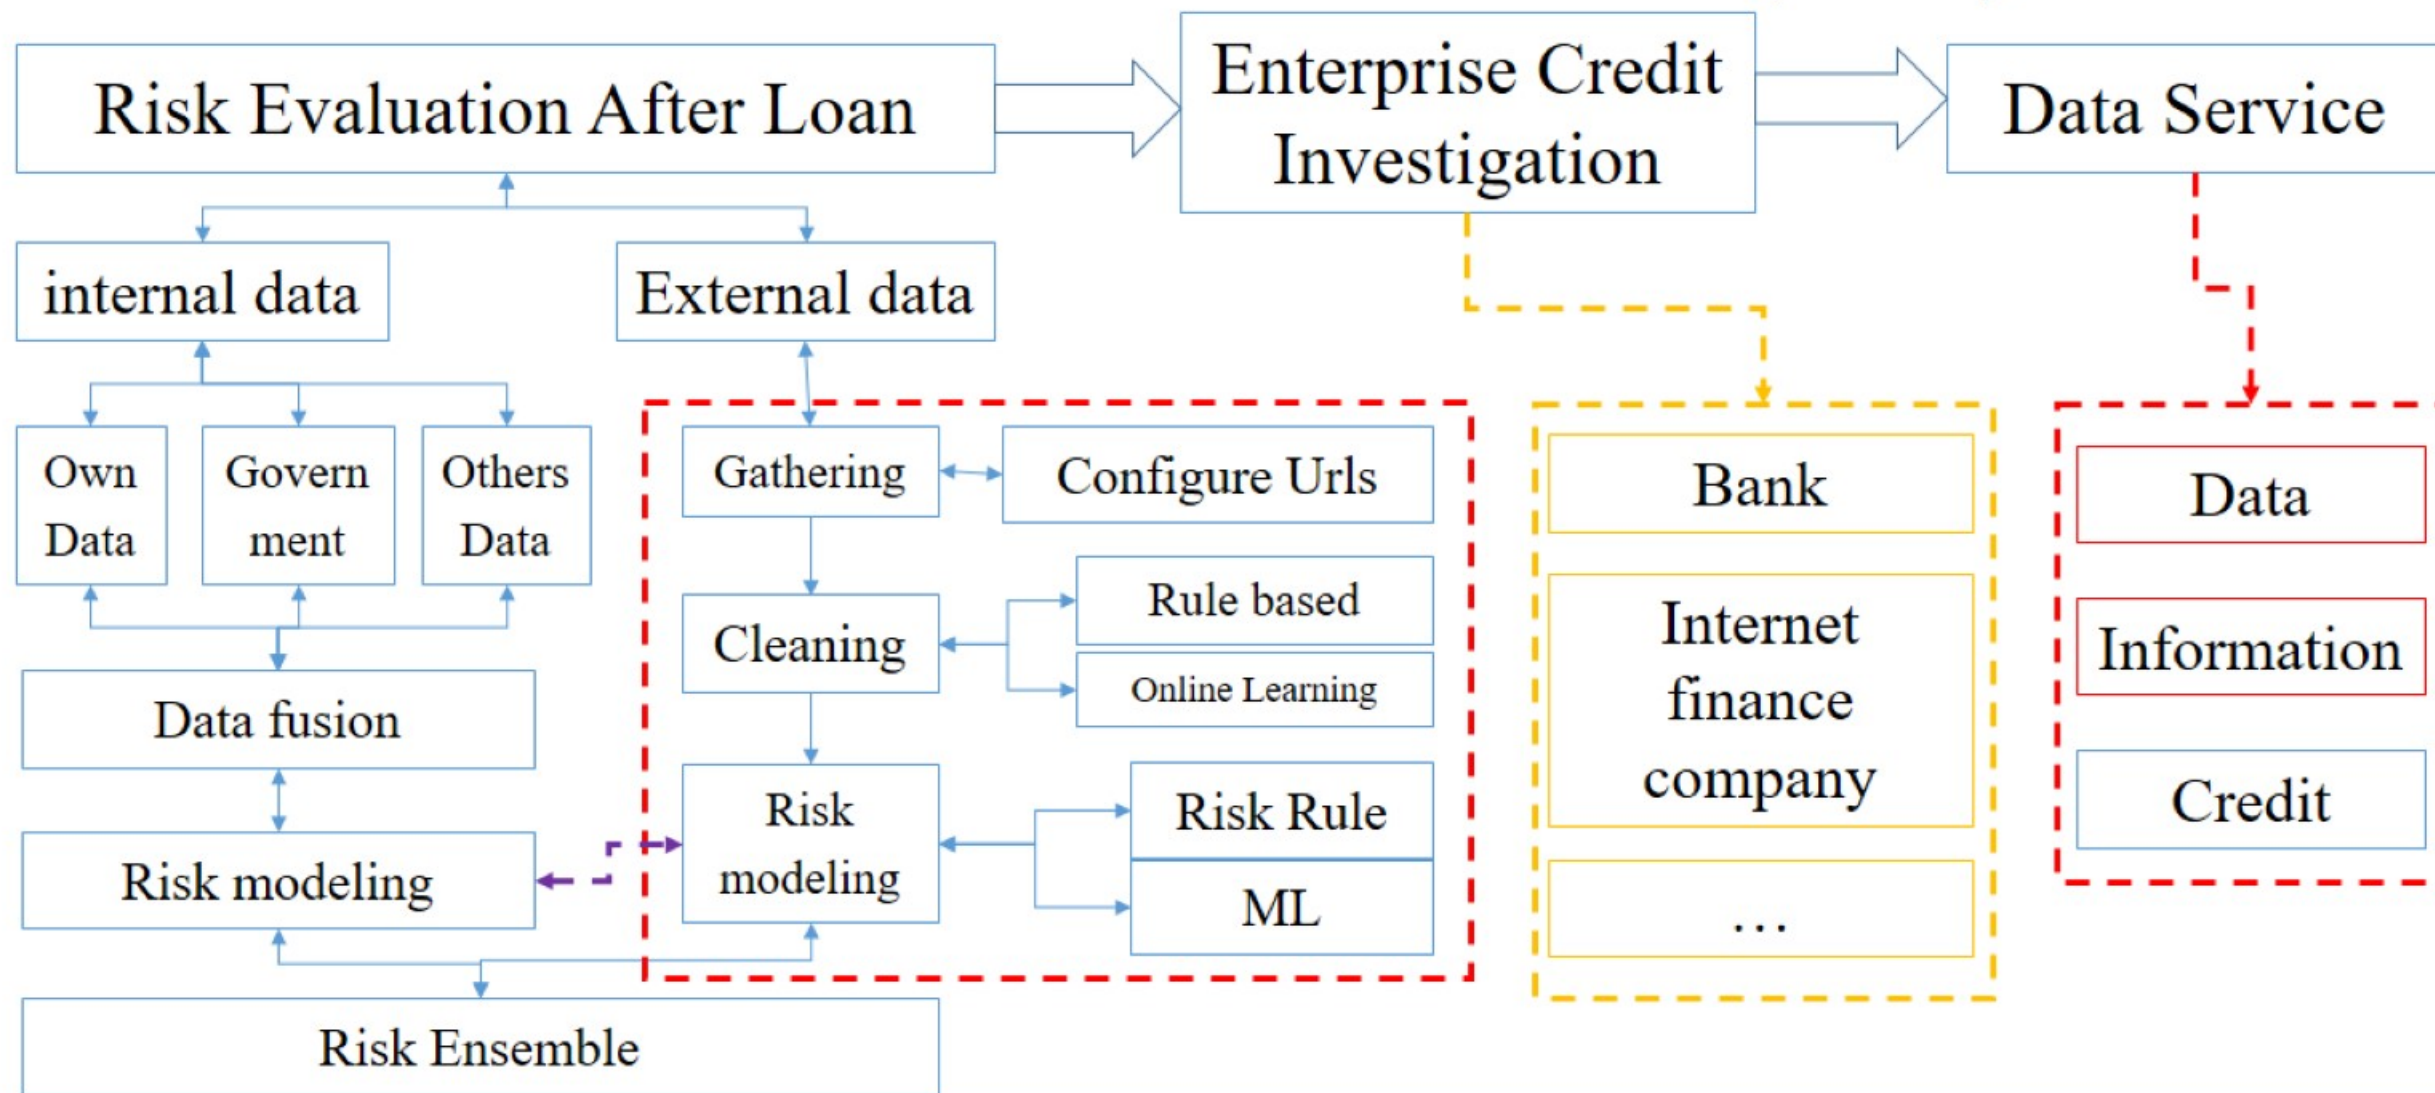 Risk Evaluation After Loan
Enterprise Credit
Investigation
Data Service
internal data
External data
Own
Data
Govern
ment
Others
Data
Data fusion
Risk modeling
Risk Ensemble
Gathering
Configure Urls
Cleaning
Rule based
Online Learning
Risk
modeling
Risk Rule
ML
Bank
Internet
finance
company
...
Data
Information
Credit